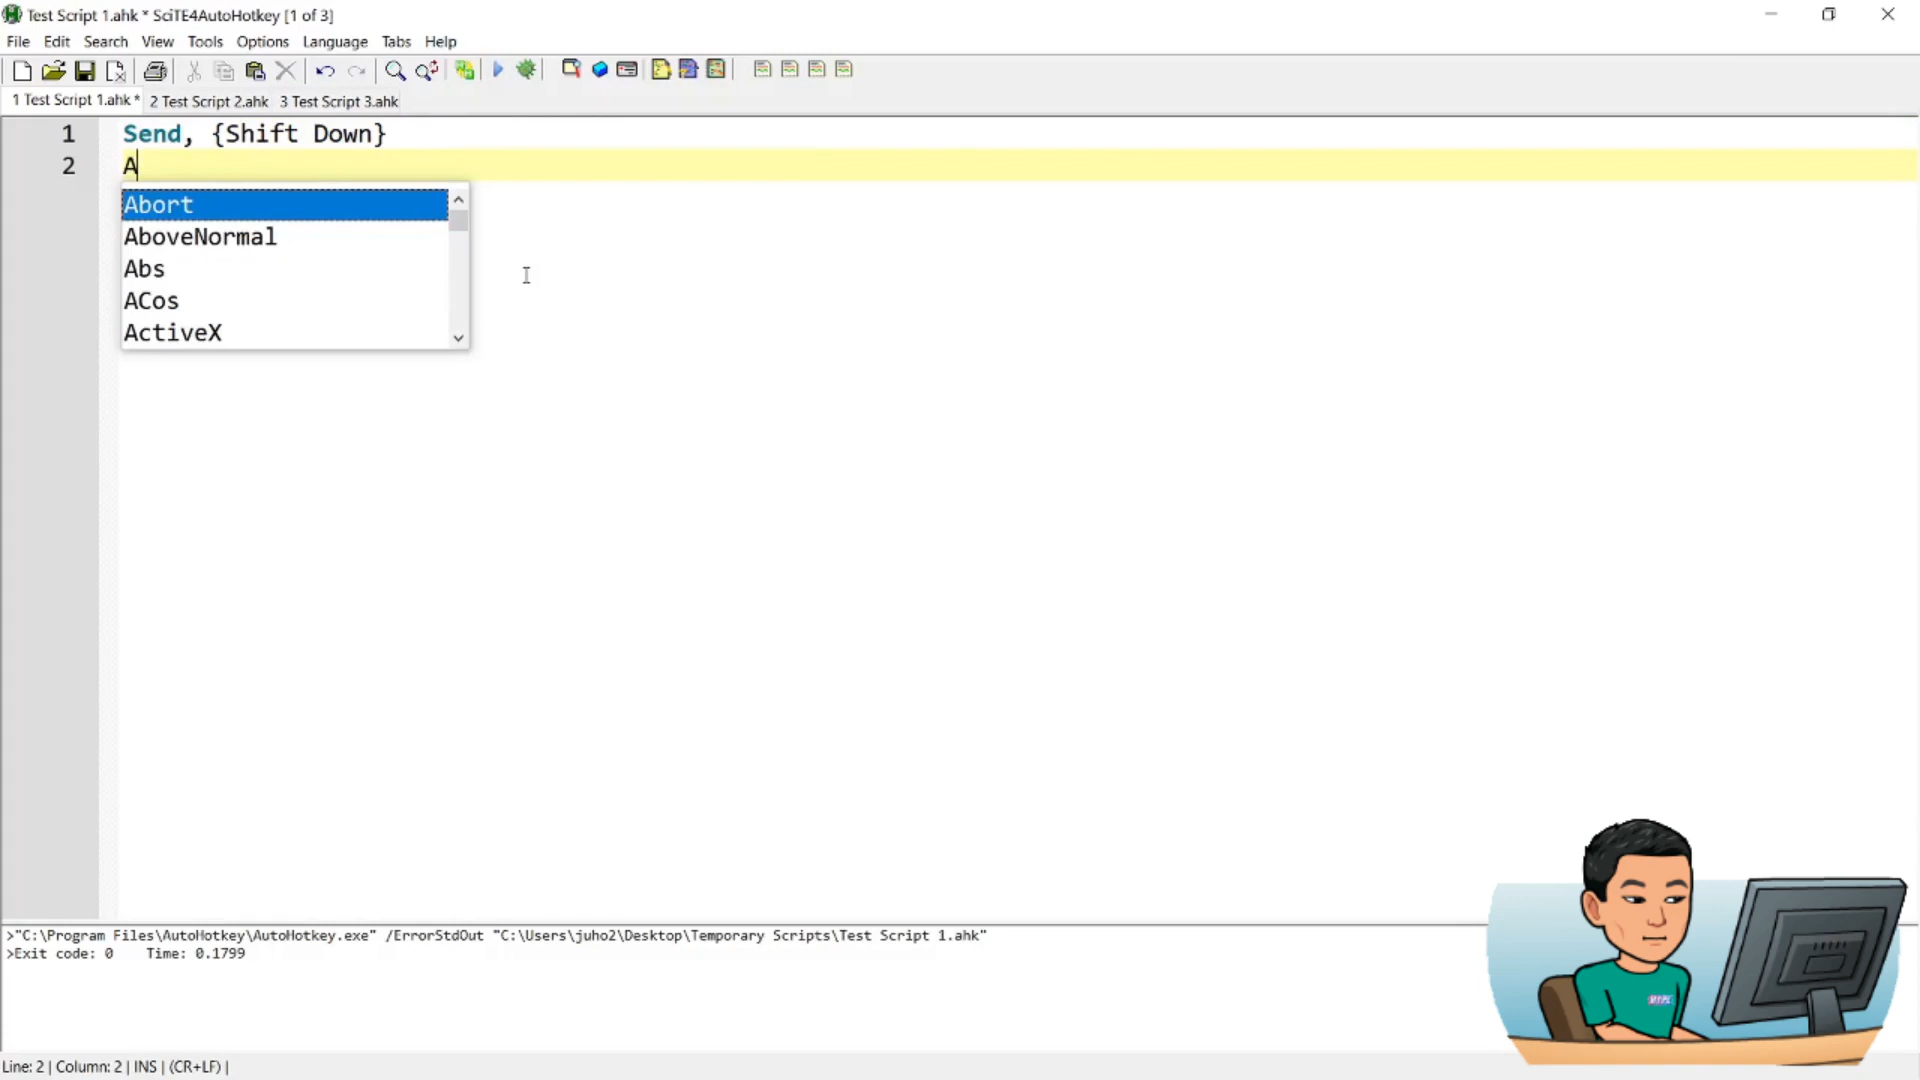 Test Script 1.ahk * SciTE4AutoHotkey [1 of 3]
File Edit Search View Tools Options Language Tabs Help
1 Test Script 1.ahk * 2 Test Script 2.ahk 3 Test Script 3.ahk
1 Send, {Shift Down}
2 A
Abort
AboveNormal
Abs
ACos
ActiveX
>"C:\Program Files\AutoHotkey\AutoHotkey.exe" /ErrorStdOut "C:\Users\juho2\Desktop\Temporary Scripts\Test Script 1.ahk"
>Exit code: 0 Time: 0.1799
Line: 2 | Column: 2 | INS | (CR+LF) |